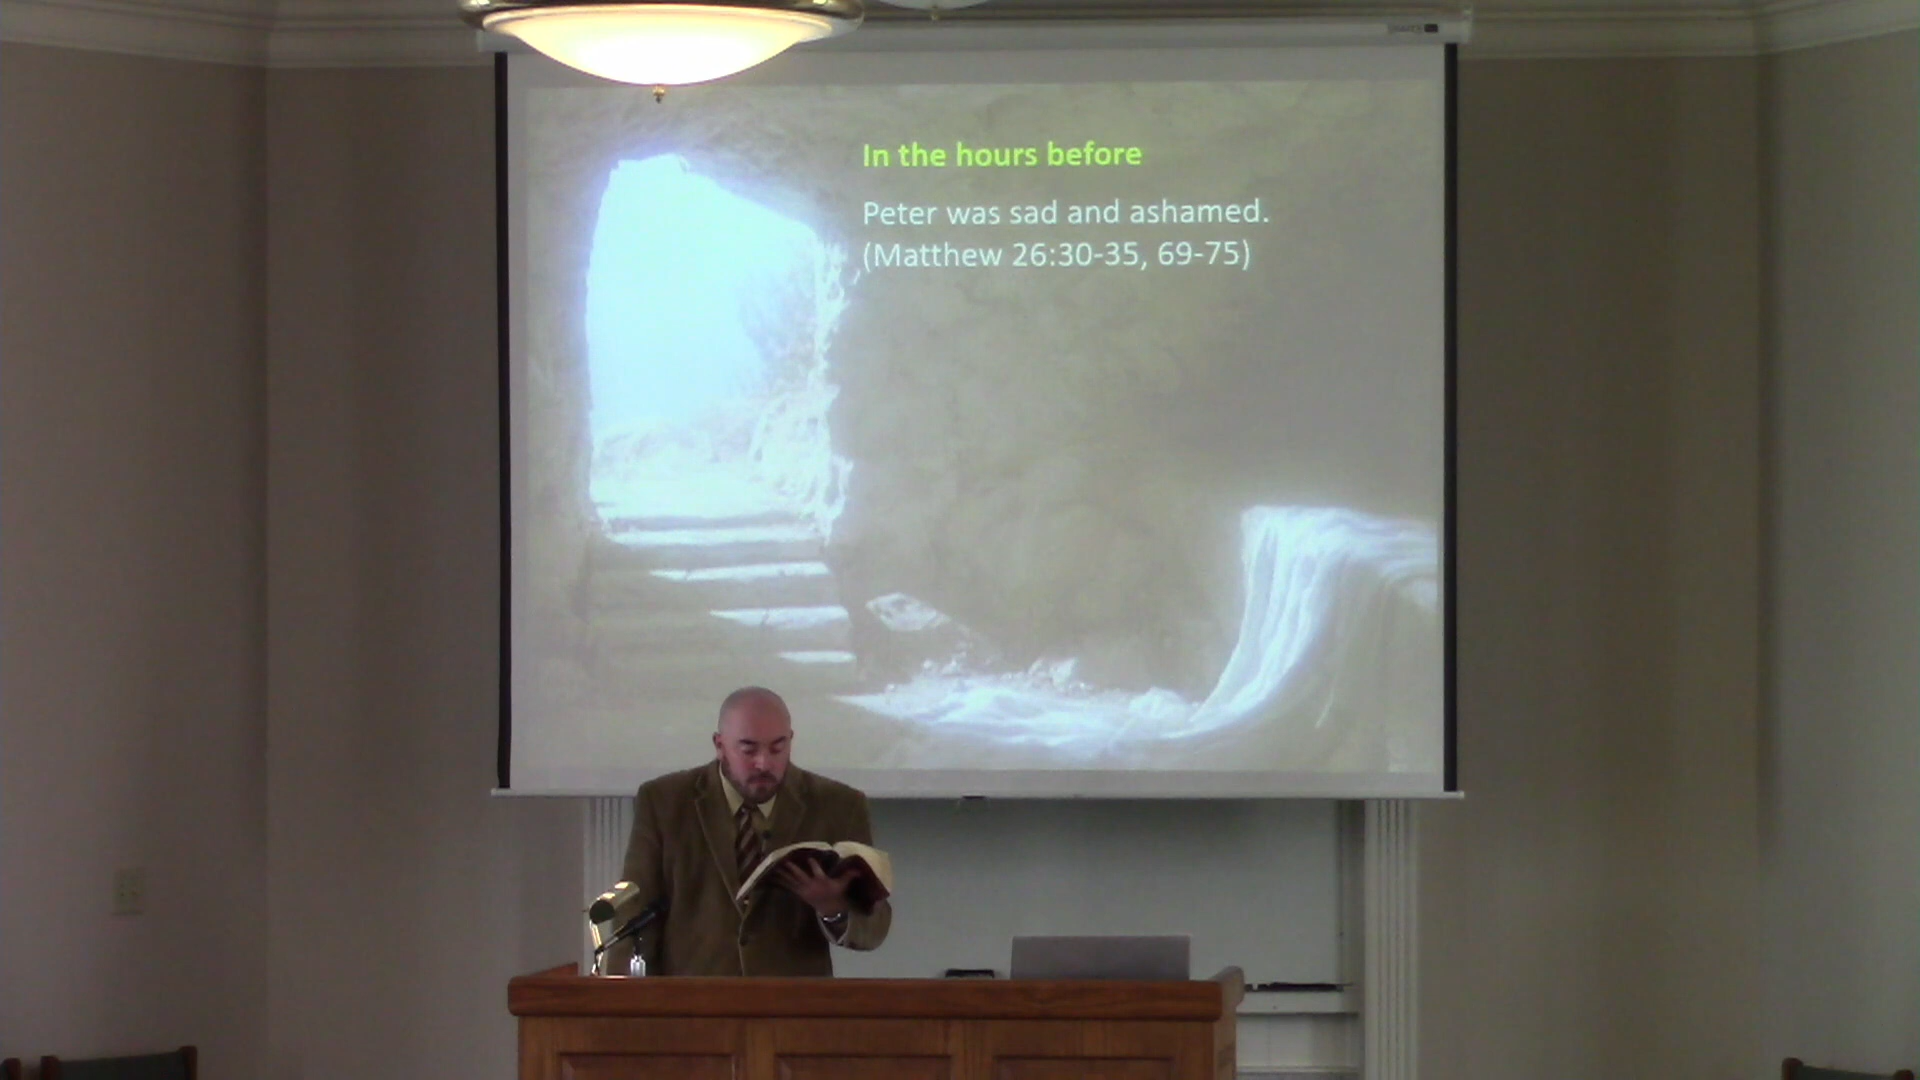 In the hours before
Peter was sad and ashamed.
(Matthew 26:30-35, 69-75)